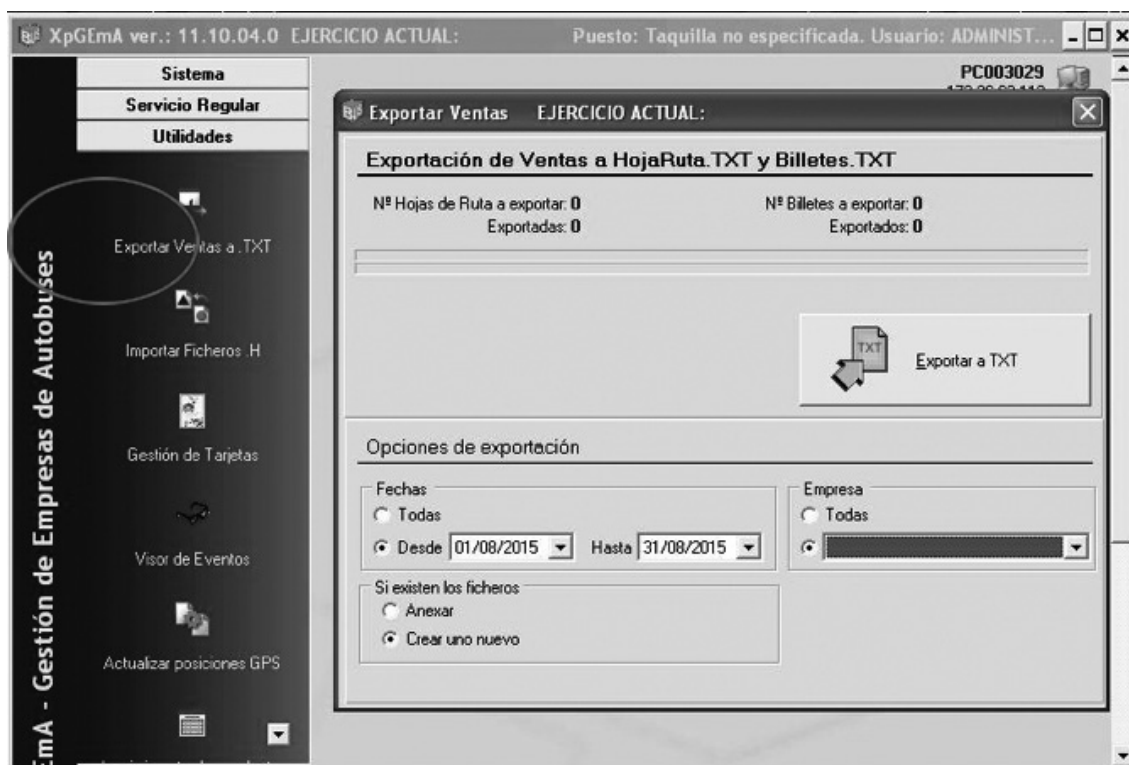 XpGEmA ver.: 11.10.04.0 EJERCICIO ACTUAL: Puesto: Taquilla no especificada. Usuario: ADMINIST...
Sistema
Servicio Regular
Utilidades
Exportar Ventas a .TXT
Importar Ficheros .H
Gestión de Tarjetas
Visor de Eventos
Actualizar posiciones GPS
EmA - Gestión de Empresas de Autobuses
PC003029
Exportar Ventas EJERCICIO ACTUAL:
Exportación de Ventas a HojaRuta.TXT y Billetes.TXT
Nº Hojas de Ruta a exportar: 0 Nº Billetes a exportar: 0
Exportadas: 0 Exportados: 0
TXT
Exportar a TXT
Opciones de exportación
Fechas
Todas
Desde 01/08/2015 Hasta 31/08/2015
Empresa
Todas
Si existen los ficheros
Anexar
Crear uno nuevo